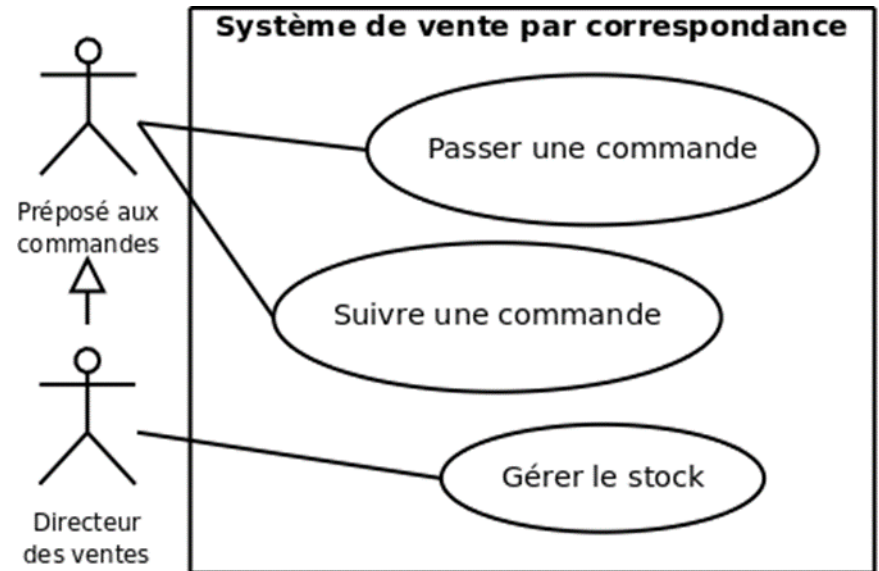 Système de vente par correspondance
Passer une commande
Préposé aux
commandes
Suivre une commande
Gérer le stock
Directeur
des ventes